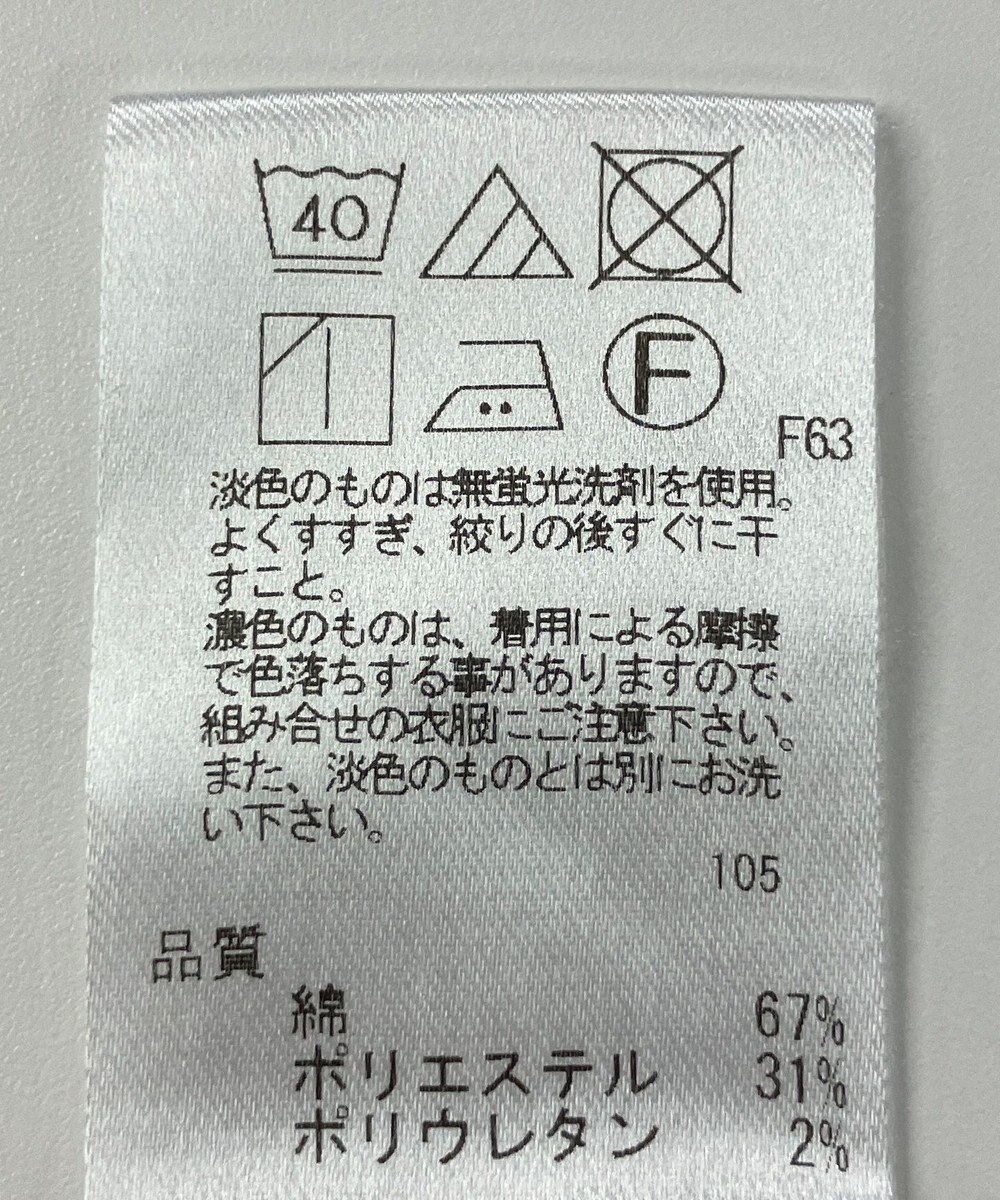 40
F
F63
淡色のものは無蛍光洗剤を使用。
よくすすぎ、絞りの後すぐに干
すこと。
濃色のものは、着用による摩擦
で色落ちする事がありますので、
組み合せの衣服にご注意下さい。
また、淡色のものとは別にお洗
い下さい。
105
品質
綿 67%
ポリエステル 31%
ポリウレタン 2%